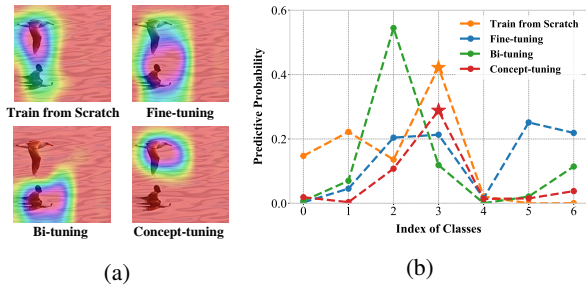 Train from Scratch Fine-tuning
Bi-tuning Concept-tuning
(a)
Predictive Probability
0.6
0.4
0.2
0.0
0 1 2 3 4 5 6
Index of Classes
Train from Scratch
Fine-tuning
Bi-tuning
Concept-tuning
(b)